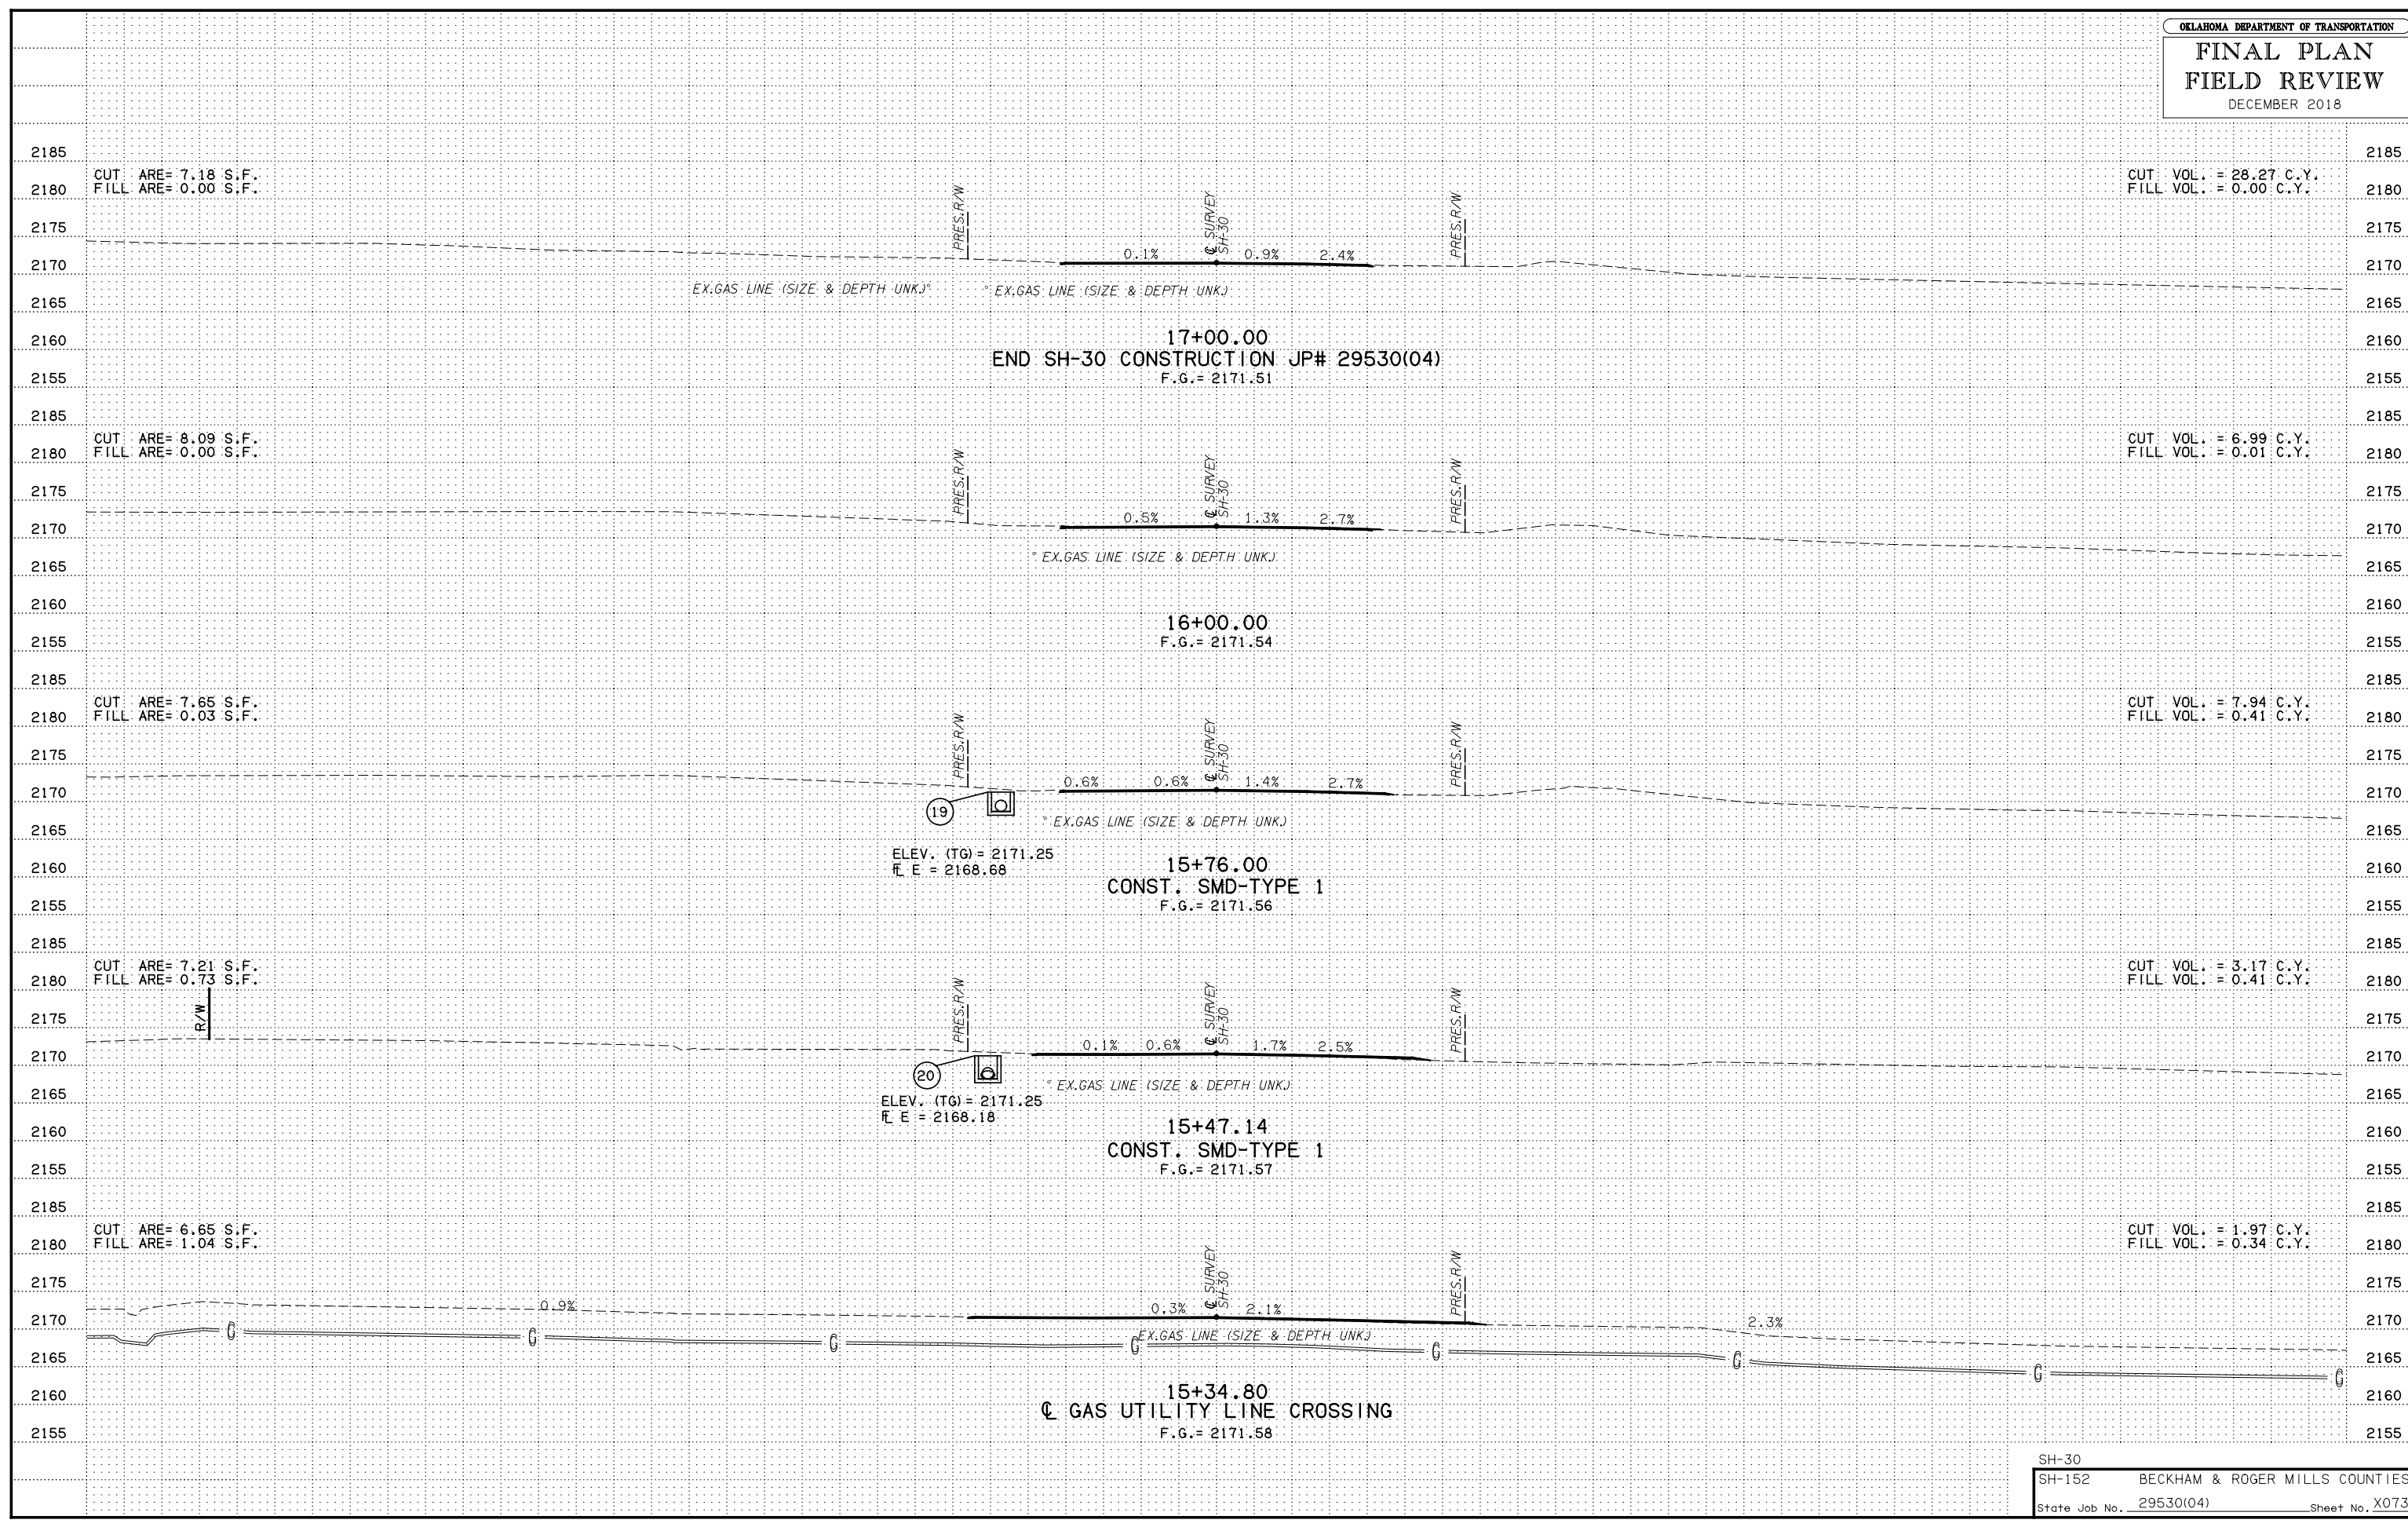 OKLAHOMA DEPARTMENT OF TRANSPORTATION
FINAL PLAN
FIELD REVIEW
DECEMBER 2018
2185 2185
CUT ARE= 7.18 S.F. CUT VOL. = 28.27 C.Y.
2180 FILL ARE= 0.00 S.F. FILL VOL. = 0.00 C.Y. 2180
PRES.R/W ℄ SURVEY SH-30 PRES.R/W
2175 2175
0.1% 0.9% 2.4%
2170 2170
EX.GAS LINE (SIZE & DEPTH UNK.) EX.GAS LINE (SIZE & DEPTH UNK.)
2165 2165
17+00.00
2160 2160
END SH-30 CONSTRUCTION JP# 29530(04)
2155 F.G.= 2171.51 2155
2185 2185
CUT ARE= 8.09 S.F. CUT VOL. = 6.99 C.Y.
2180 FILL ARE= 0.00 S.F. FILL VOL. = 0.01 C.Y. 2180
PRES.R/W ℄ SURVEY SH-30 PRES.R/W
2175 2175
0.5% 1.3% 2.7%
2170 2170
EX.GAS LINE (SIZE & DEPTH UNK.)
2165 2165
2160 2160
16+00.00
2155 F.G.= 2171.54 2155
2185 2185
CUT ARE= 7.65 S.F. CUT VOL. = 7.94 C.Y.
2180 FILL ARE= 0.03 S.F. FILL VOL. = 0.41 C.Y. 2180
PRES.R/W ℄ SURVEY SH-30 PRES.R/W
2175 2175
0.6% 0.6% 1.4% 2.7%
2170 2170
19
EX.GAS LINE (SIZE & DEPTH UNK.)
2165 2165
ELEV. (TG) = 2171.25
15+76.00
2160 FL E = 2168.68 2160
CONST. SMD-TYPE 1
2155 F.G.= 2171.56 2155
2185 2185
CUT ARE= 7.21 S.F. CUT VOL. = 3.17 C.Y.
2180 FILL ARE= 0.73 S.F. FILL VOL. = 0.41 C.Y. 2180
R/W PRES.R/W ℄ SURVEY SH-30 PRES.R/W
2175 2175
0.1% 0.6% 1.7% 2.5%
2170 2170
20
EX.GAS LINE (SIZE & DEPTH UNK.)
2165 2165
ELEV. (TG) = 2171.25
FL E = 2168.18
15+47.14
2160 2160
CONST. SMD-TYPE 1
2155 F.G.= 2171.57 2155
2185 2185
CUT ARE= 6.65 S.F. CUT VOL. = 1.97 C.Y.
2180 FILL ARE= 1.04 S.F. FILL VOL. = 0.34 C.Y. 2180
℄ SURVEY SH-30 PRES.R/W
2175 2175
0.9% 0.3% 2.1%
2170 2.3% 2170
G G G G G G G G
EX.GAS LINE (SIZE & DEPTH UNK.)
2165 2165
15+34.80
2160 2160
℄ GAS UTILITY LINE CROSSING
2155 F.G.= 2171.58 2155
SH-30
SH-152 BECKHAM & ROGER MILLS COUNTIES
State Job No. 29530(04) Sheet No. X073